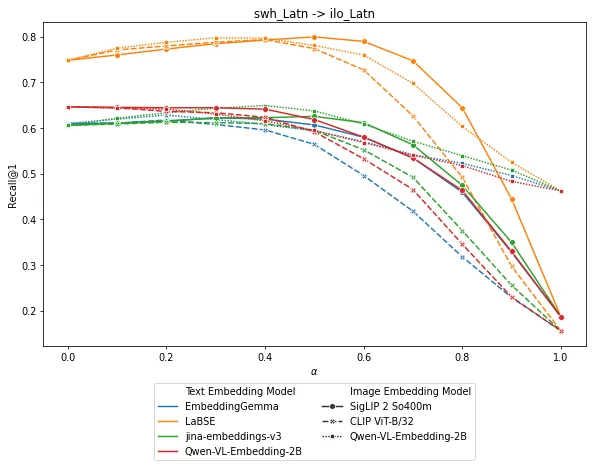 swh_Latn -> ilo_Latn
Recall@1
0.8
0.7
0.6
0.5
0.4
0.3
0.2
0.0 0.2 0.4 0.6 0.8 1.0
α
Text Embedding Model
EmbeddingGemma
LaBSE
jina-embeddings-v3
Qwen-VL-Embedding-2B
Image Embedding Model
SigLIP 2 So400m
CLIP ViT-B/32
Qwen-VL-Embedding-2B